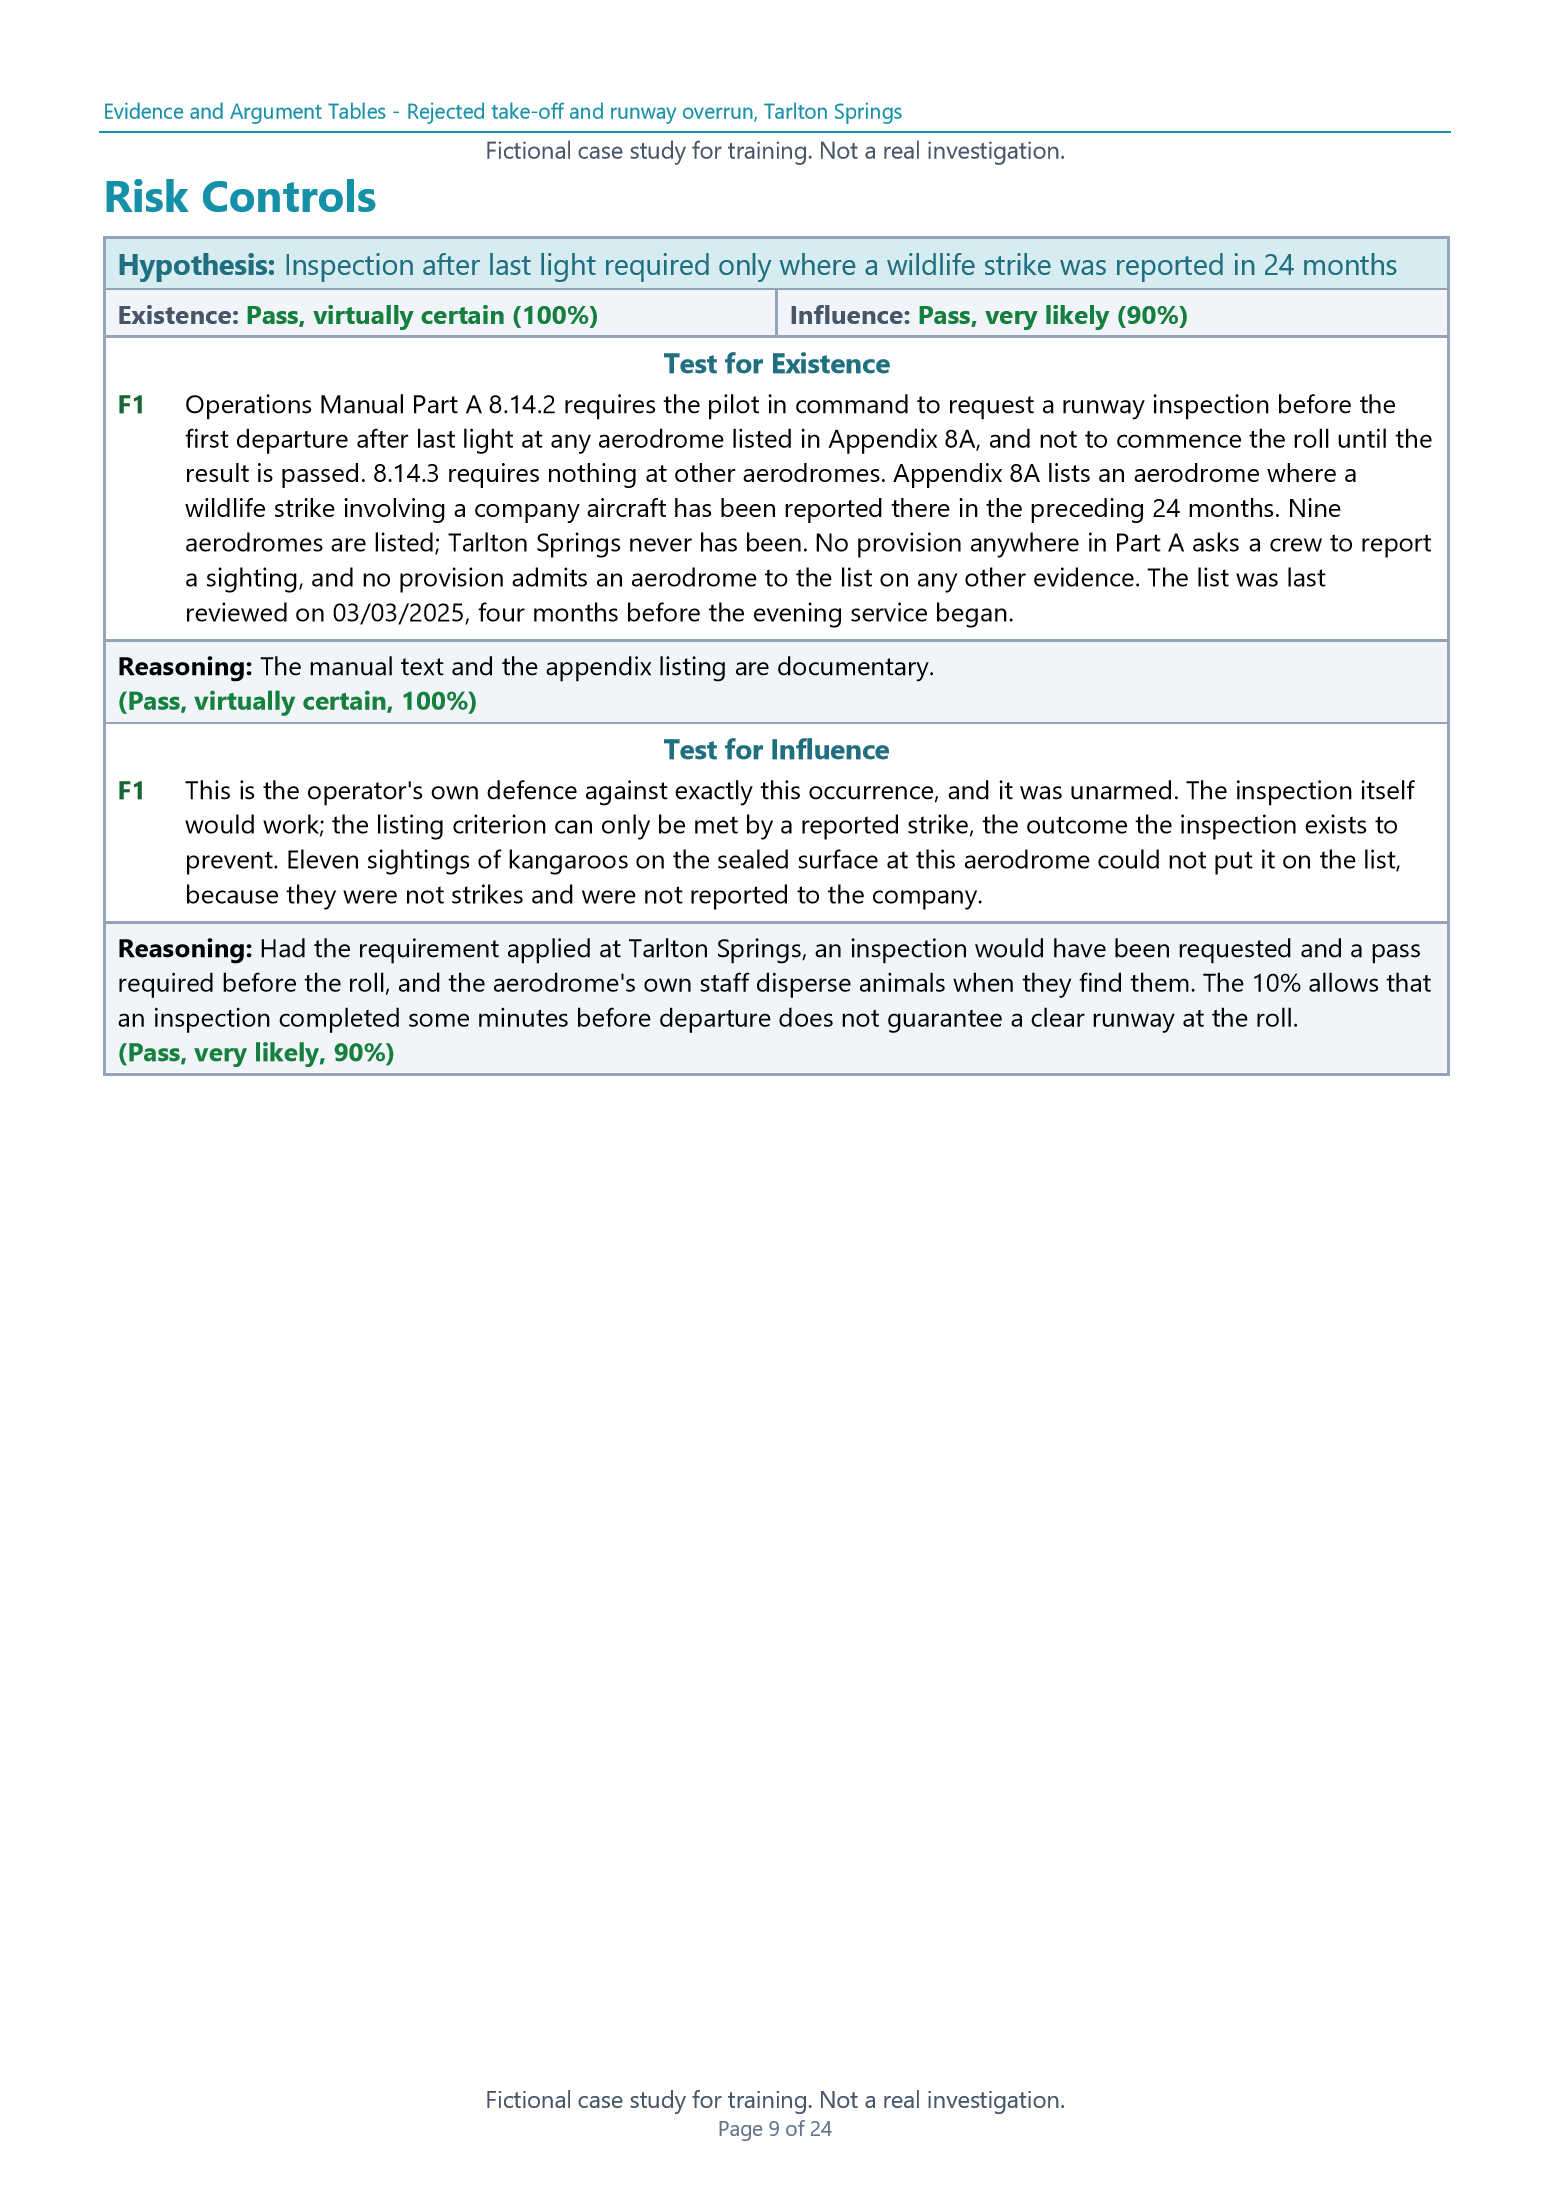 Evidence and Argument Tables - Rejected take-off and runway overrun, Tarlton Springs
Fictional case study for training. Not a real investigation.
Risk Controls
Hypothesis: Inspection after last light required only where a wildlife strike was reported in 24 months
Existence: Pass, virtually certain (100%)
Influence: Pass, very likely (90%)
Test for Existence
F1 Operations Manual Part A 8.14.2 requires the pilot in command to request a runway inspection before the
first departure after last light at any aerodrome listed in Appendix 8A, and not to commence the roll until the
result is passed. 8.14.3 requires nothing at other aerodromes. Appendix 8A lists an aerodrome where a
wildlife strike involving a company aircraft has been reported there in the preceding 24 months. Nine
aerodromes are listed; Tarlton Springs never has been. No provision anywhere in Part A asks a crew to report
a sighting, and no provision admits an aerodrome to the list on any other evidence. The list was last
reviewed on 03/03/2025, four months before the evening service began.
Reasoning: The manual text and the appendix listing are documentary.
(Pass, virtually certain, 100%)
Test for Influence
F1 This is the operator's own defence against exactly this occurrence, and it was unarmed. The inspection itself
would work; the listing criterion can only be met by a reported strike, the outcome the inspection exists to
prevent. Eleven sightings of kangaroos on the sealed surface at this aerodrome could not put it on the list,
because they were not strikes and were not reported to the company.
Reasoning: Had the requirement applied at Tarlton Springs, an inspection would have been requested and a pass
required before the roll, and the aerodrome's own staff disperse animals when they find them. The 10% allows that
an inspection completed some minutes before departure does not guarantee a clear runway at the roll.
(Pass, very likely, 90%)
Fictional case study for training. Not a real investigation.
Page 9 of 24